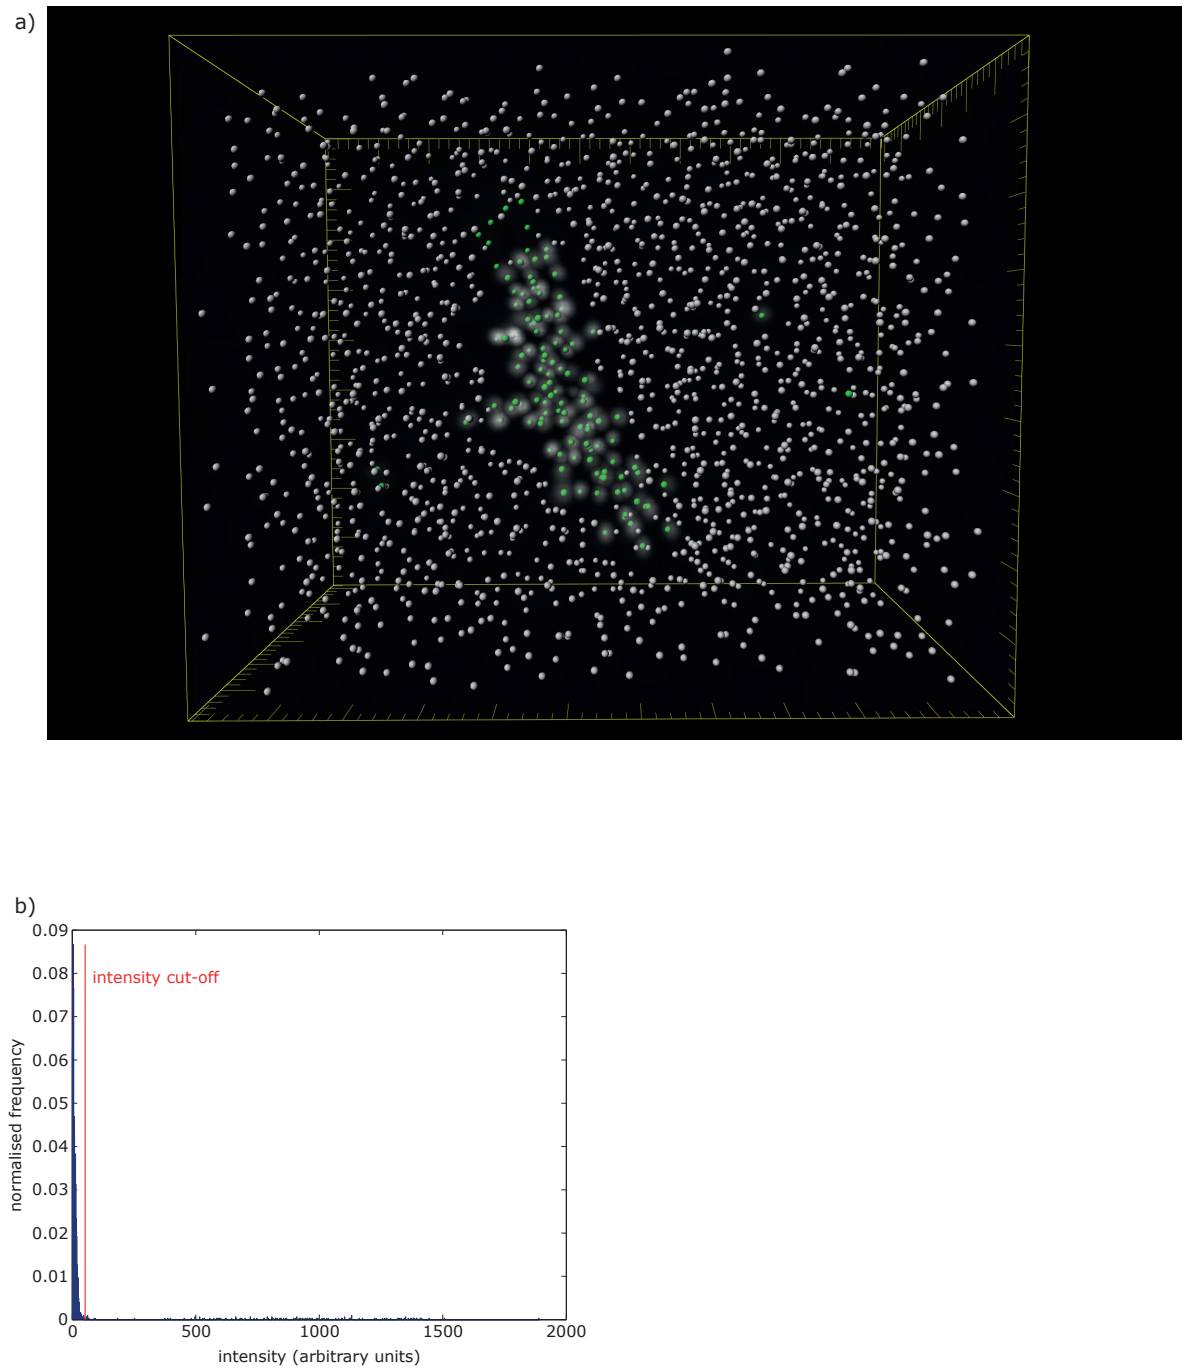 a)
b)
0.09
0.08
0.07
0.06
0.05
0.04
0.03
0.02
0.01
0
normalised frequency
intensity cut-off
0 500 1000 1500 2000
intensity (arbitrary units)